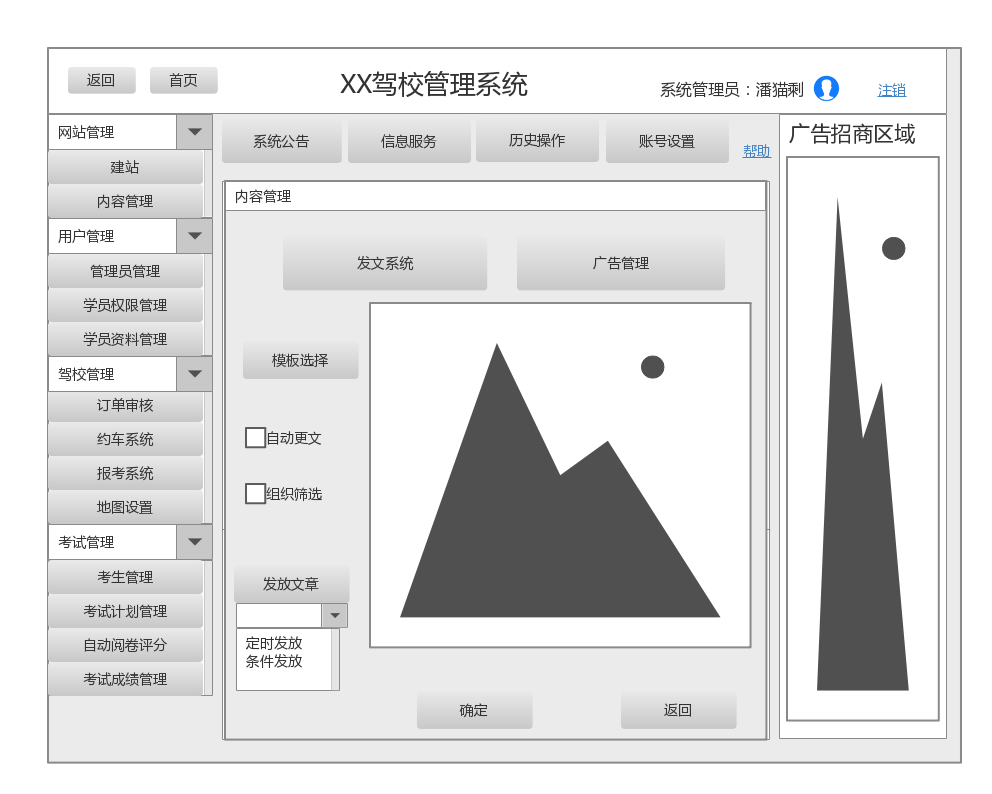 返回
首页
XX驾校管理系统
系统管理员：潘猫剩
注销
网站管理
建站
内容管理
用户管理
管理员管理
学员权限管理
学员资料管理
驾校管理
订单审核
约车系统
报考系统
地图设置
考试管理
考生管理
考试计划管理
自动阅卷评分
考试成绩管理
系统公告
信息服务
历史操作
账号设置
帮助
内容管理
发文系统
广告管理
模板选择
自动更文
组织筛选
发放文章
定时发放
条件发放
确定
返回
广告招商区域